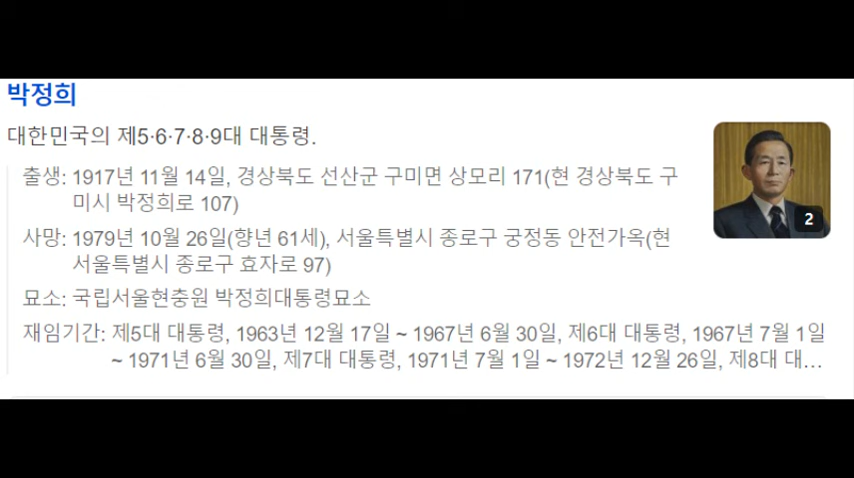 박정희
대한민국의 제5·6·7·8·9대 대통령.
출생: 1917년 11월 14일, 경상북도 선산군 구미면 상모리 171(현 경상북도 구
미시 박정희로 107)
사망: 1979년 10월 26일(향년 61세), 서울특별시 종로구 궁정동 안전가옥(현
서울특별시 종로구 효자로 97)
묘소: 국립서울현충원 박정희대통령묘소
재임기간: 제5대 대통령, 1963년 12월 17일 ~ 1967년 6월 30일, 제6대 대통령, 1967년 7월 1일
~ 1971년 6월 30일, 제7대 대통령, 1971년 7월 1일 ~ 1972년 12월 26일, 제8대 대...
2